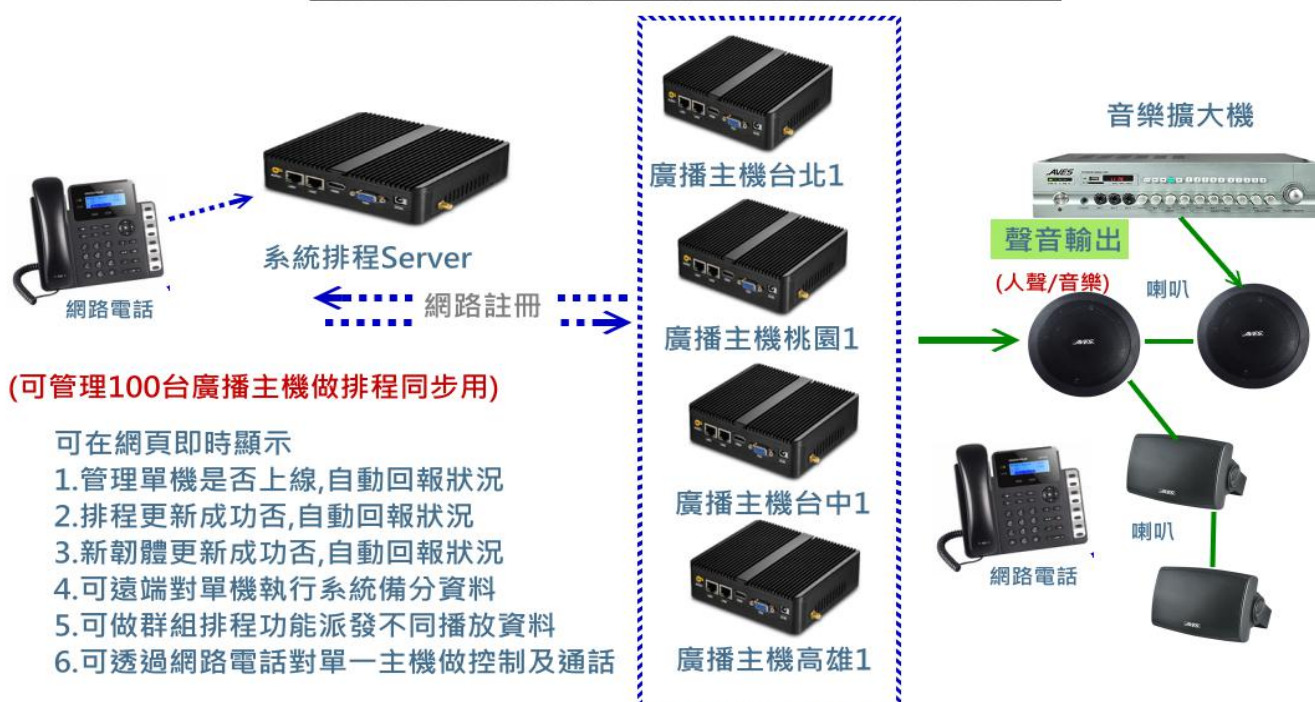 系統排程Server
網路電話
網路註冊
(可管理100台廣播主機做排程同步用)
可在網頁即時顯示
1.管理單機是否上線,自動回報狀況
2.排程更新成功否,自動回報狀況
3.新韌體更新成功否,自動回報狀況
4.可遠端對單機執行系統備分資料
5.可做群組排程功能派發不同播放資料
6.可透過網路電話對單一主機做控制及通話
廣播主機台北1
廣播主機桃園1
廣播主機台中1
廣播主機高雄1
音樂擴大機
AVES
聲音輸出
(人聲/音樂)
喇叭
AVES
AVES
AVES
喇叭
網路電話
AVES